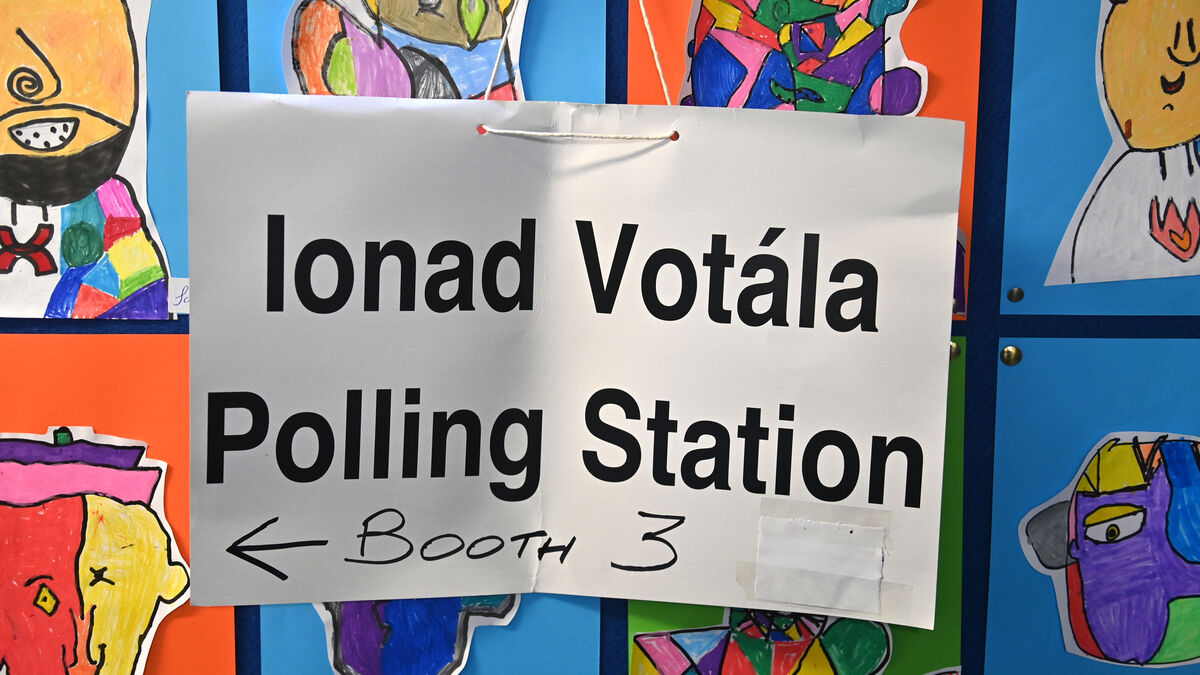 Ionad Votála
Polling Station
← BOOTH 3